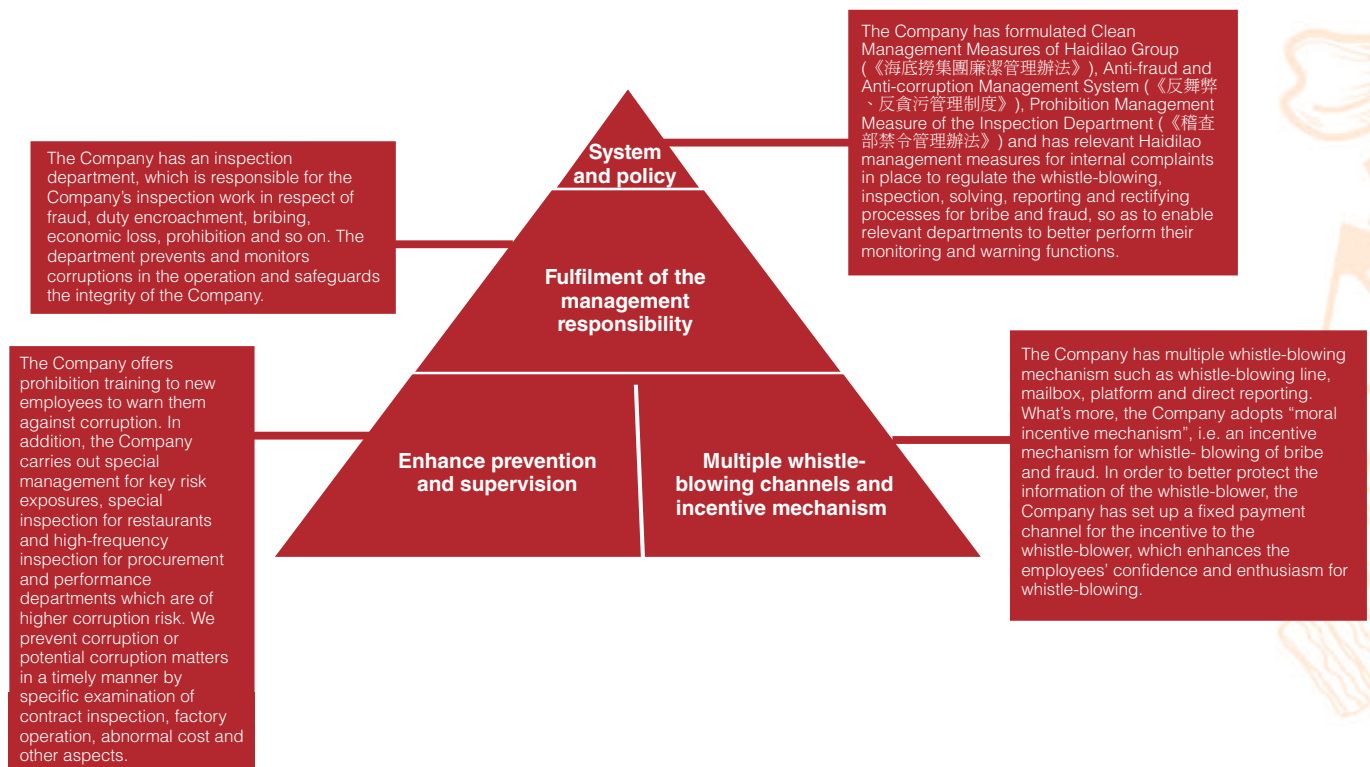 The Company has formulated Clean
Management Measures of Haidilao Group
(《海底撈集團廉潔管理辦法》), Anti-fraud and
Anti-corruption Management System (《反舞弊
、反貪污管理制度》), Prohibition Management
Measure of the Inspection Department (《稽查
部禁令管理辦法》) and has relevant Haidilao
management measures for internal complaints
in place to regulate the whistle-blowing,
inspection, solving, reporting and rectifying
processes for bribe and fraud, so as to enable
relevant departments to better perform their
monitoring and warning functions.
System
and policy
The Company has an inspection
department, which is responsible for the
Company's inspection work in respect of
fraud, duty encroachment, bribing,
economic loss, prohibition and so on. The
department prevents and monitors
corruptions in the operation and safeguards
the integrity of the Company.
Fulfilment of the
management
responsibility
The Company offers
prohibition training to new
employees to warn them
against corruption. In
addition, the Company
carries out special
management for key risk
exposures, special
inspection for restaurants
and high-frequency
inspection for procurement
and performance
departments which are of
higher corruption risk. We
prevent corruption or
potential corruption matters
in a timely manner by
specific examination of
contract inspection, factory
operation, abnormal cost and
other aspects.
Enhance prevention
and supervision
Multiple whistle-
blowing channels and
incentive mechanism
The Company has multiple whistle-blowing
mechanism such as whistle-blowing line,
mailbox, platform and direct reporting.
What's more, the Company adopts “moral
incentive mechanism”, i.e. an incentive
mechanism for whistle- blowing of bribe
and fraud. In order to better protect the
information of the whistle-blower, the
Company has set up a fixed payment
channel for the incentive to the
whistle-blower, which enhances the
employees' confidence and enthusiasm for
whistle-blowing.